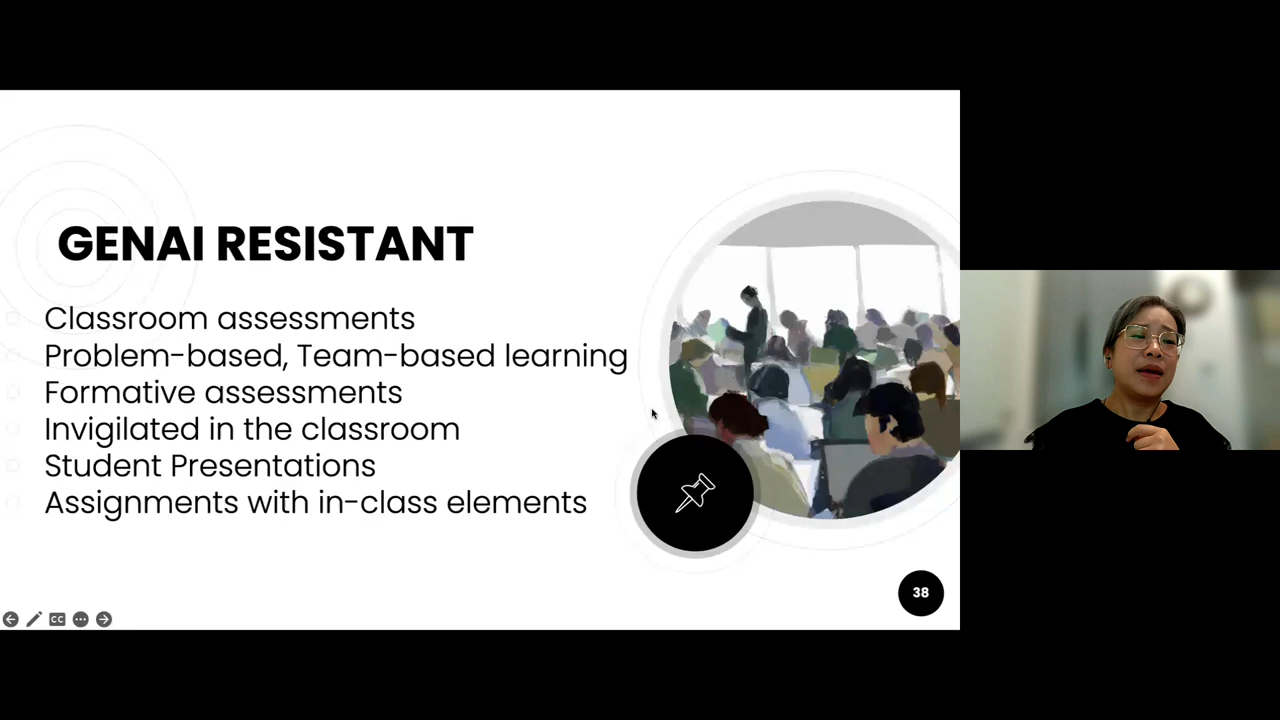 GENAI RESISTANT
Classroom assessments
Problem-based, Team-based learning
Formative assessments
Invigilated in the classroom
Student Presentations
Assignments with in-class elements
38
CC